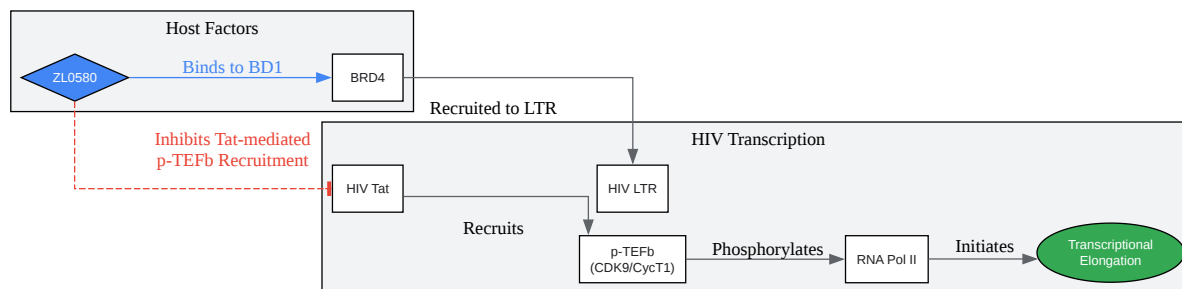 Host Factors
ZL0580
Binds to BD1
BRD4
Recruited to LTR
Inhibits Tat-mediated
p-TEFb Recruitment
HIV Transcription
HIV Tat
HIV LTR
Recruits
p-TEFb
(CDK9/CycT1)
Phosphorylates
RNA Pol II
Initiates
Transcriptional
Elongation